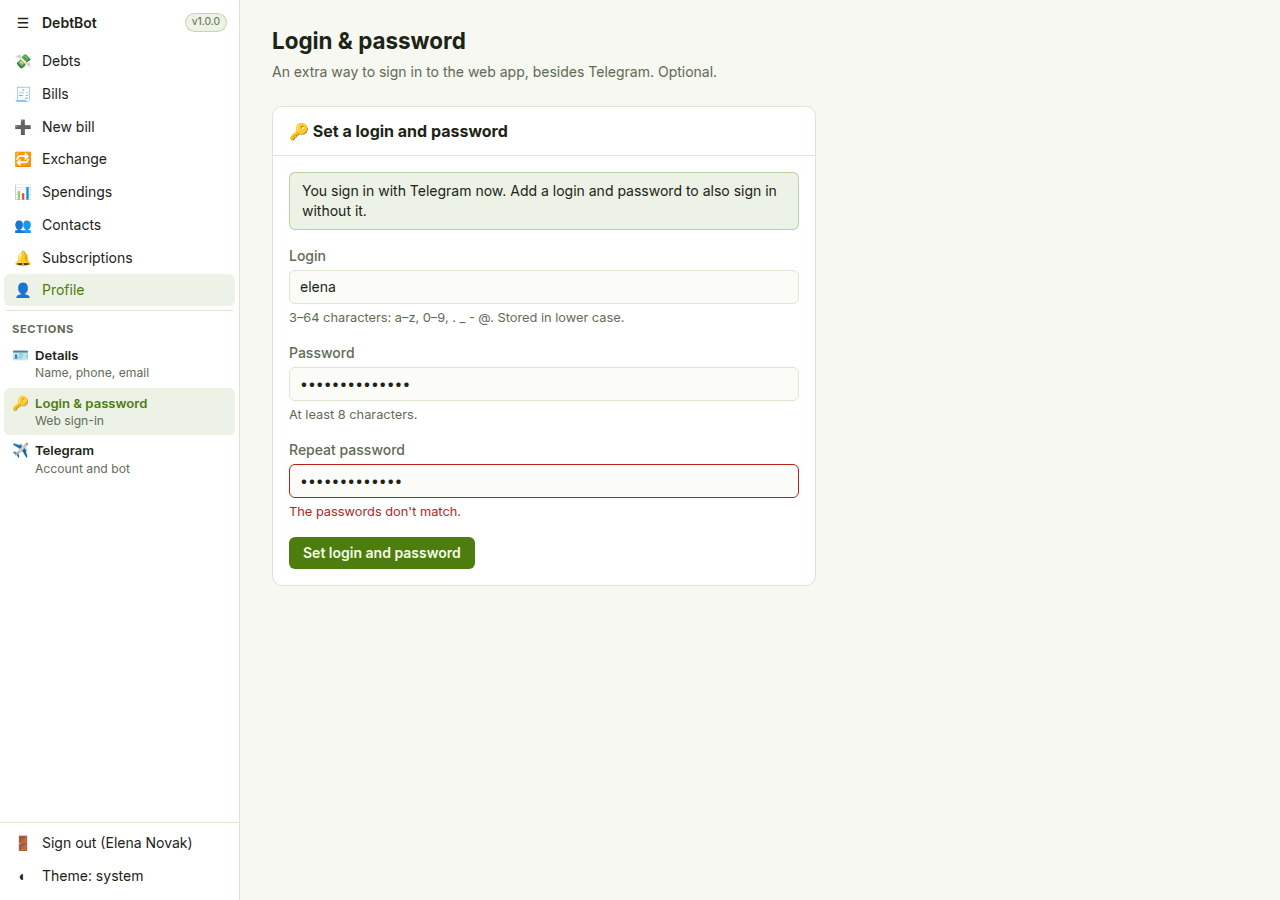 DebtBot
v1.0.0
Debts
Bills
New bill
Exchange
Spendings
Contacts
Subscriptions
Profile
SECTIONS
Details
Name, phone, email
Login & password
Web sign-in
Telegram
Account and bot
Sign out (Elena Novak)
Theme: system
Login & password
An extra way to sign in to the web app, besides Telegram. Optional.
Set a login and password
You sign in with Telegram now. Add a login and password to also sign in
without it.
Login
elena
3–64 characters: a–z, 0–9, . _ - @. Stored in lower case.
Password
••••••••••••••
At least 8 characters.
Repeat password
•••••••••••••
The passwords don't match.
Set login and password